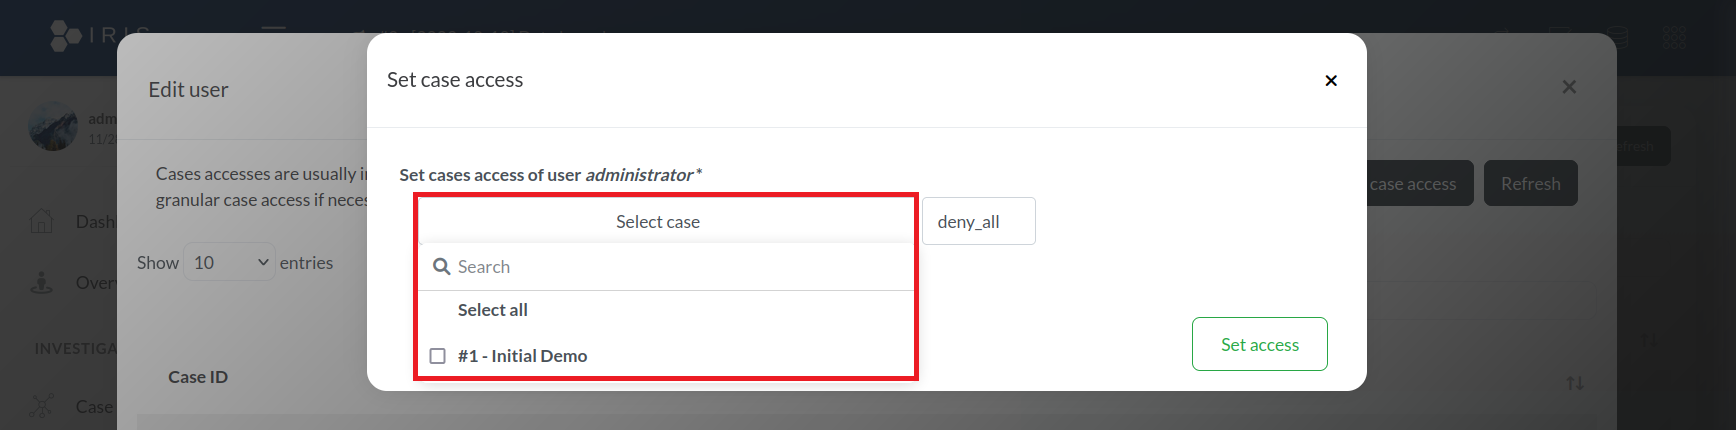 IRIS
Set case access
Edit user
adm
11/2
Set cases access of user administrator*
Cases accesses are usually i
granular case access if neces
case access
Refresh
efresh
Select case
deny_all
Dash
Show 10 entries
Search
Over
Select all
Set access
INVESTIGA
#1 - Initial Demo
Case ID
Case